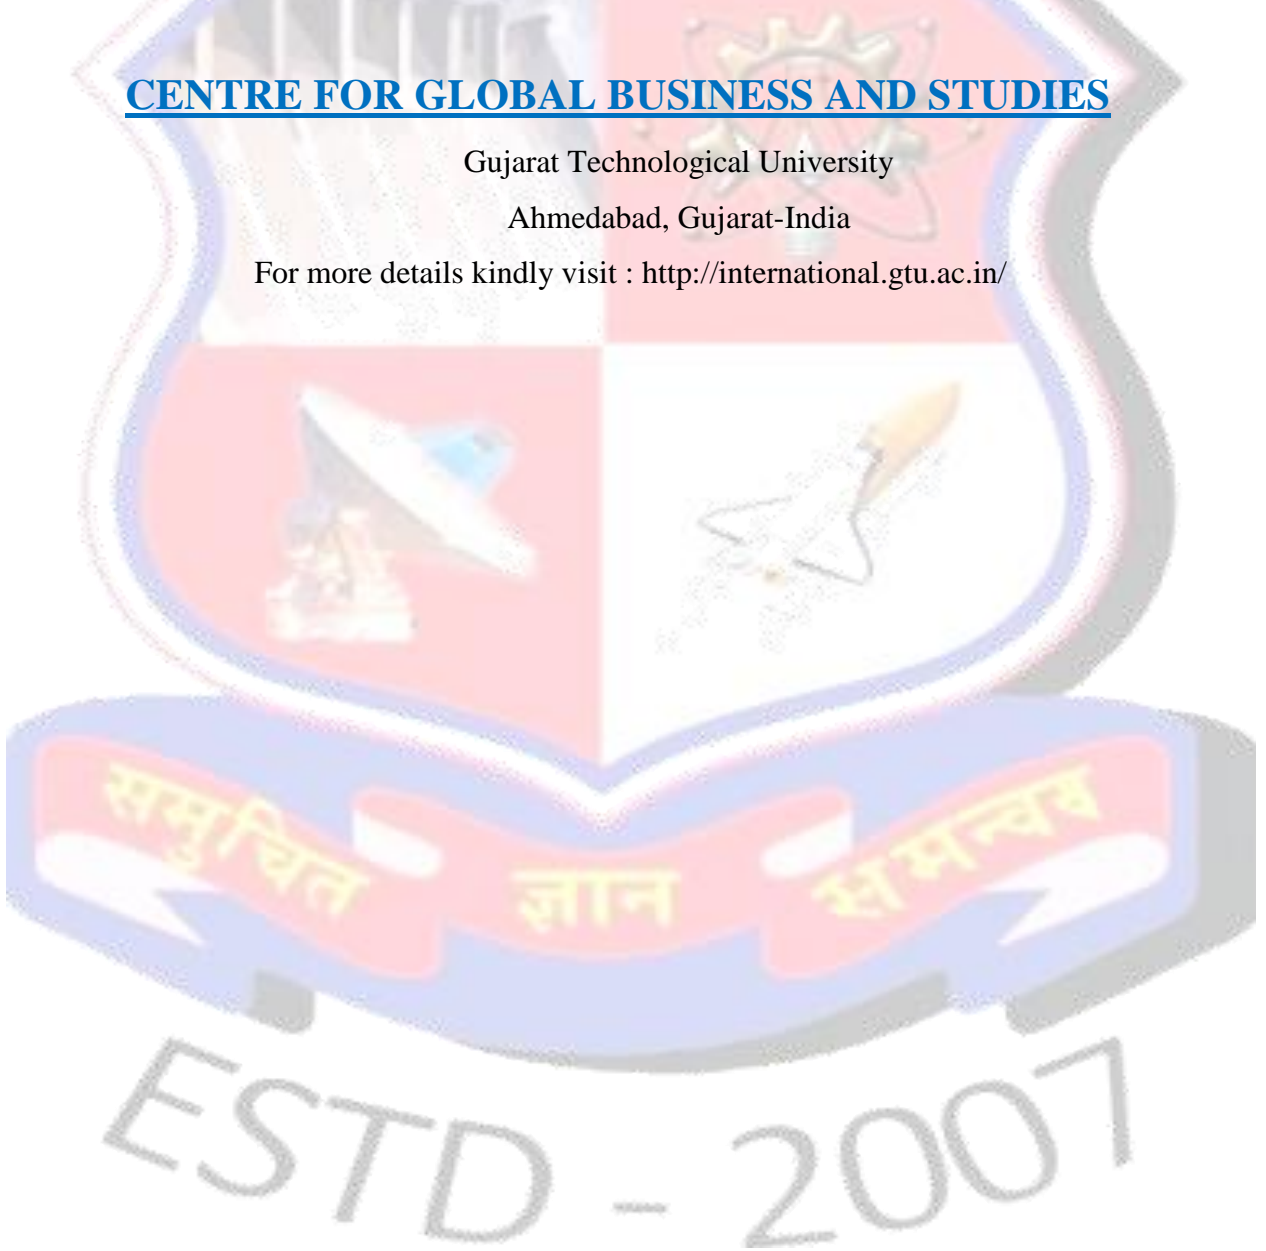 CENTRE FOR GLOBAL BUSINESS AND STUDIES
Gujarat Technological University
Ahmedabad, Gujarat-India
For more details kindly visit : http://international.gtu.ac.in/
समुचित ज्ञान समन्वय
ESTD - 2007